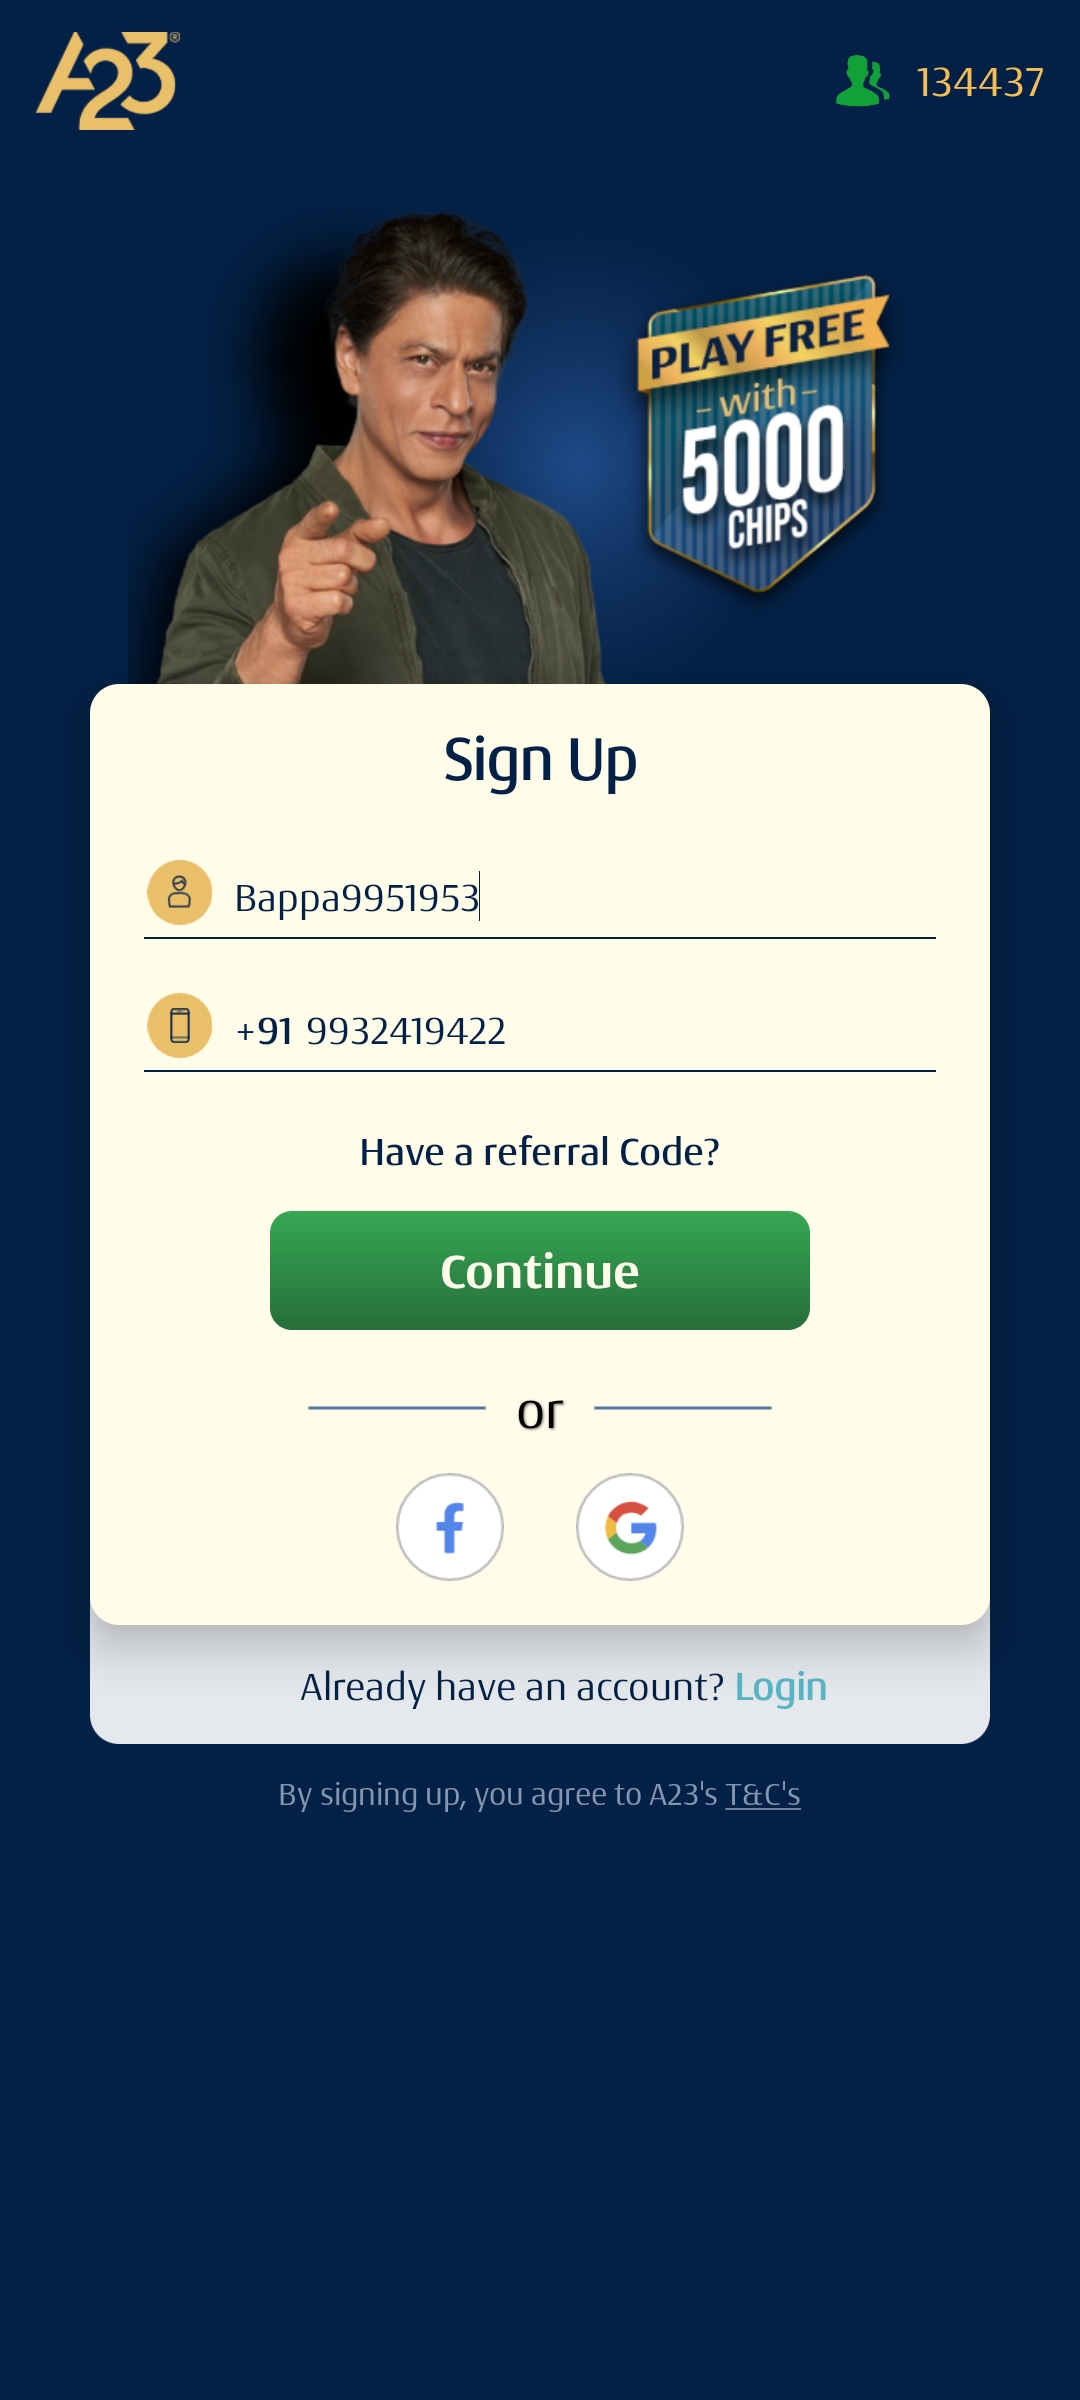 A23®
134437
PLAY FREE
- with -
5000
CHIPS
Sign Up
Bappa9951953
+91 9932419422
Have a referral Code?
Continue
or
Already have an account? Login
By signing up, you agree to A23's T&C's